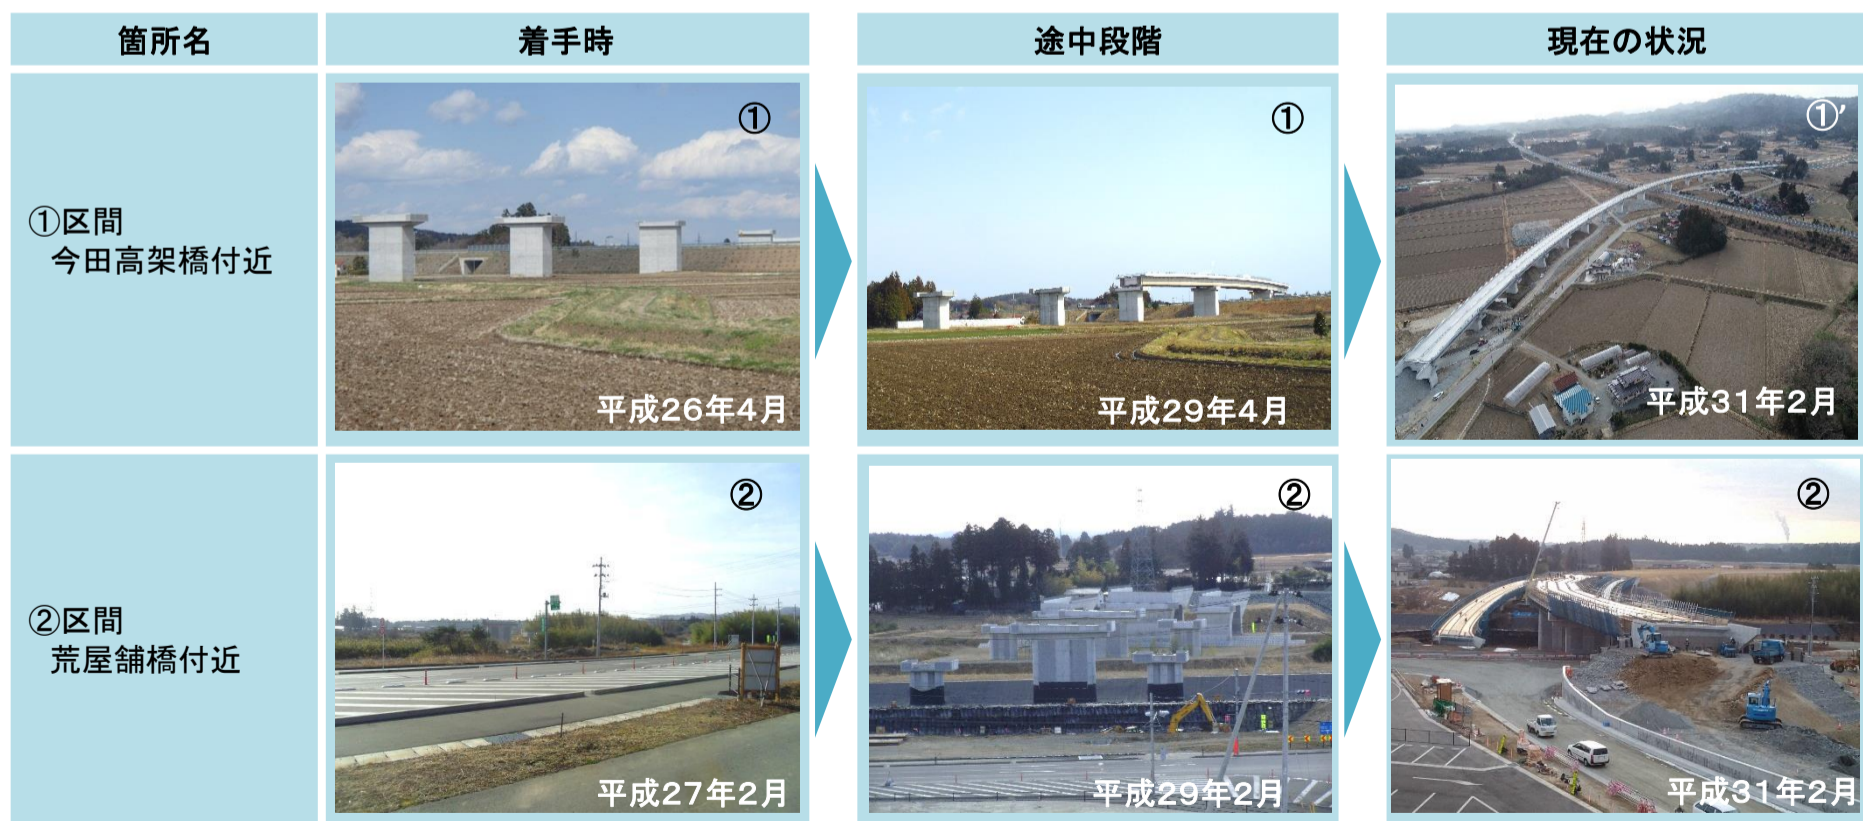 箇所名
着手時
途中段階
現在の状況
①区間
今田高架橋付近
①
平成26年4月
①
平成29年4月
①′
平成31年2月
②区間
荒屋舗橋付近
②
平成27年2月
②
平成29年2月
②
平成31年2月